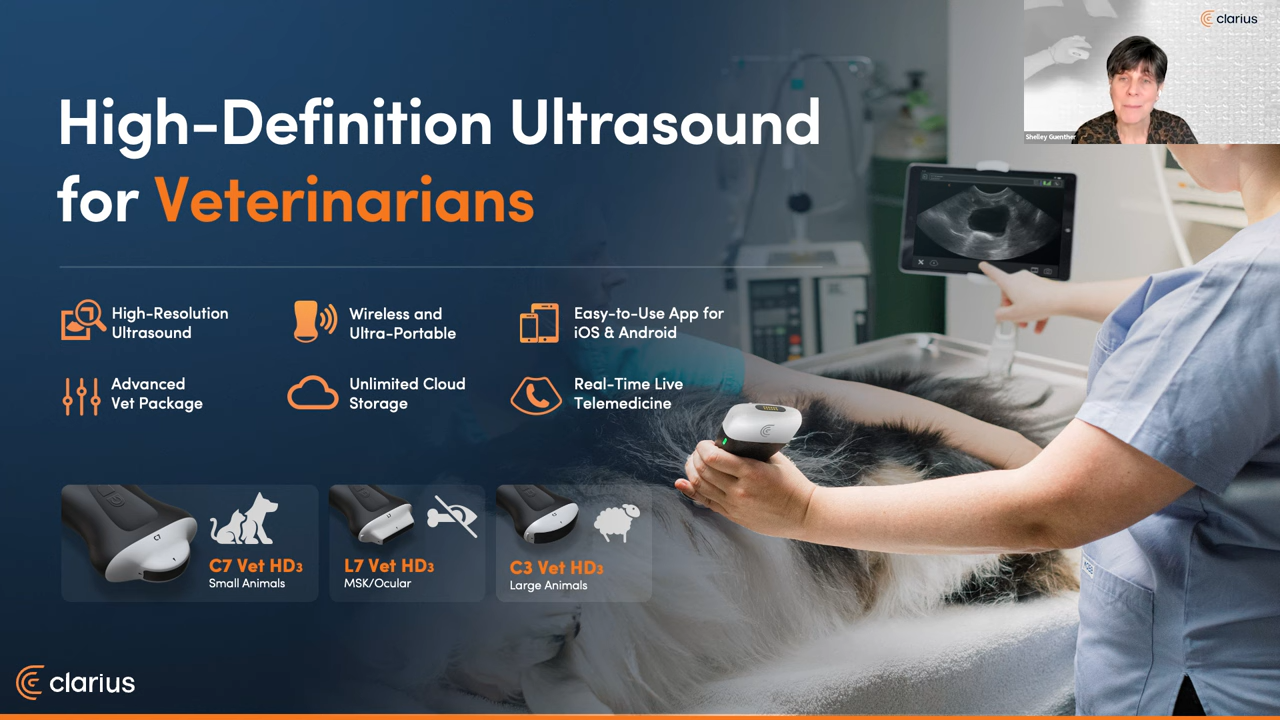 High-Definition Ultrasound
for Veterinarians
High-Resolution
Ultrasound
Wireless and
Ultra-Portable
Easy-to-Use App for
iOS & Android
Advanced
Vet Package
Unlimited Cloud
Storage
Real-Time Live
Telemedicine
C7 Vet HD3
Small Animals
L7 Vet HD3
MSK/Ocular
C3 Vet HD3
Large Animals
clarius
clarius
Shelley Guenther